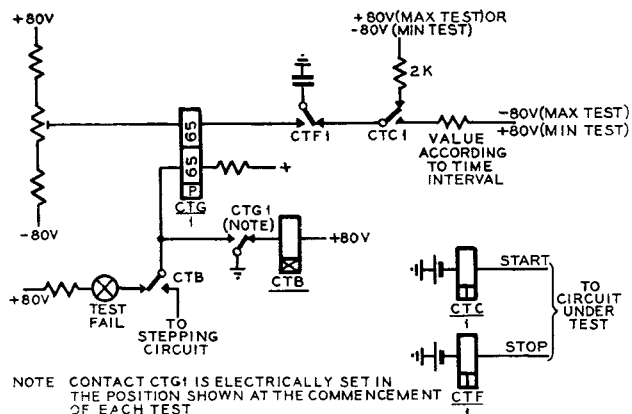 +80V
+80V(MAX TEST)OR
-80V(MIN TEST)
2K
CTF1
CTC1
-80V(MAX TEST)
+80V(MIN TEST)
VALUE
ACCORDING
TO TIME
INTERVAL
65
65
P
CTG
1
+
-80V
CTG1
(NOTE)
+80V
CTB
+80V
TEST
FAIL
CTB
TO
STEPPING
CIRCUIT
START
CTC
1
TO
CIRCUIT
UNDER
TEST
STOP
CTF
1
NOTE CONTACT CTG1 IS ELECTRICALLY SET IN
THE POSITION SHOWN AT THE COMMENCEMENT
OF EACH TEST